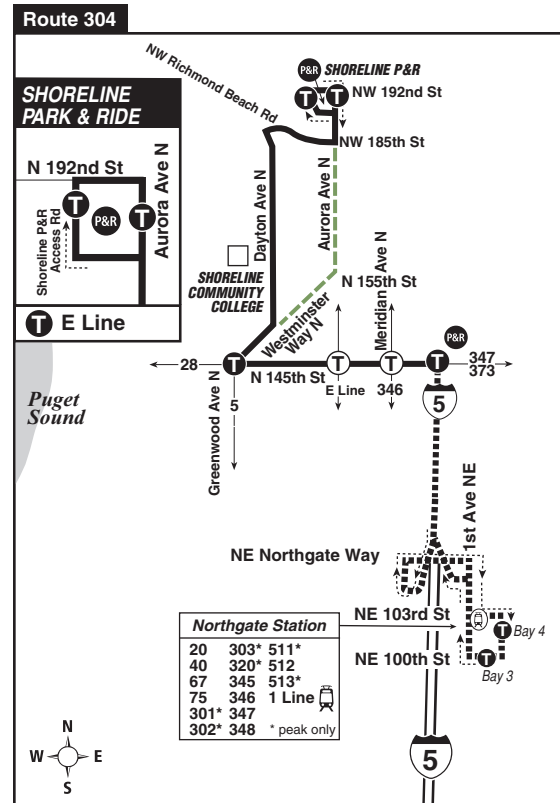 Route 304
NW Richmond Beach Rd
P&R SHORELINE P&R
T T NW 192nd St
NW 185th St
SHORELINE
PARK & RIDE
N 192nd St
Shoreline P&R
Access Rd
T P&R T
Aurora Ave N
T E Line
Dayton Ave N
Aurora Ave N
SHORELINE
COMMUNITY
COLLEGE
Westminster
Way N
N 155th St
Meridian Ave N
P&R
28 T T T T 347
373
N 145th St
Greenwood Ave N
5
E Line
346
5
Puget
Sound
1st Ave NE
NE Northgate Way
NE 103rd St
T Bay 4
NE 100th St
T
Bay 3
Northgate Station
20 303* 511*
40 320* 512
67 345 513*
75 346 1 Line
301* 347
302* 348 * peak only
N
W E
S
5